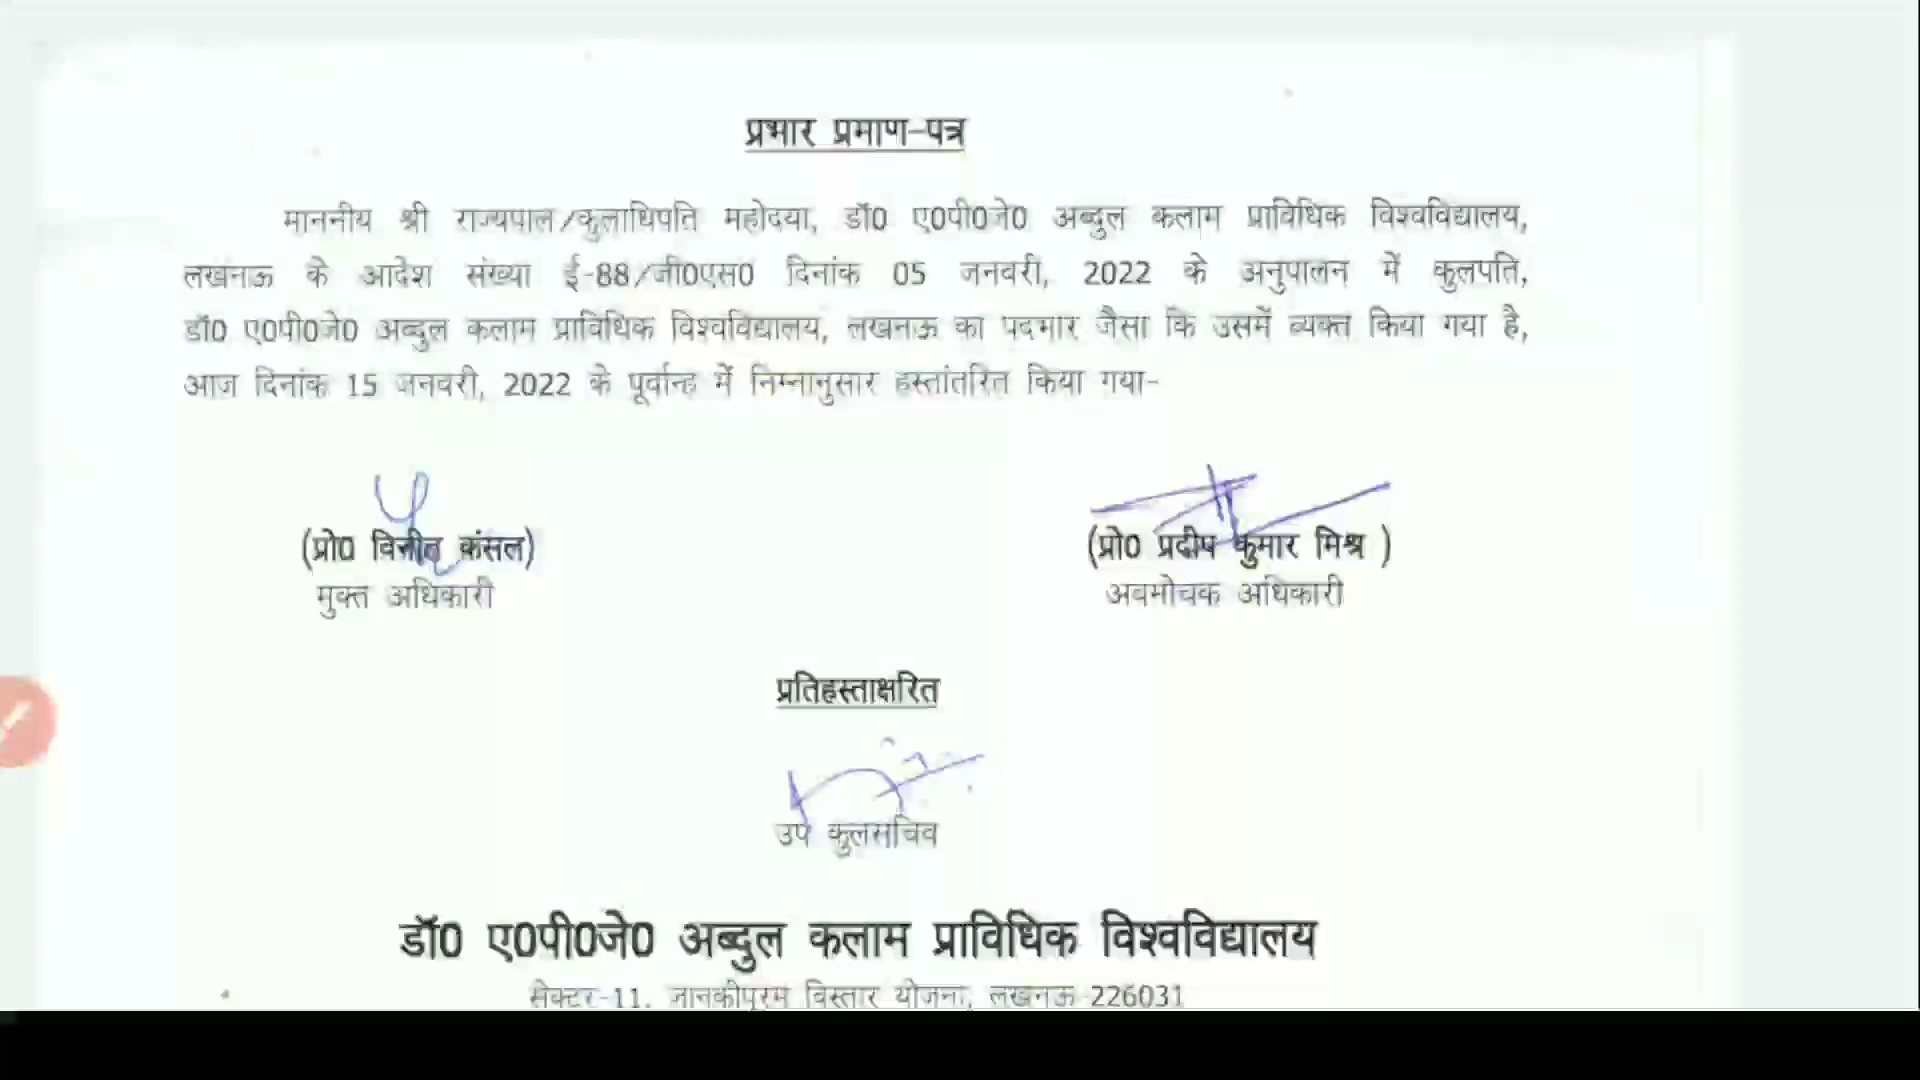 प्रभार प्रमाण-पत्र
माननीय श्री राज्यपाल/कुलाधिपति महोदया, डॉ0 ए0पी0जे0 अब्दुल कलाम प्राविधिक विश्वविद्यालय,
लखनऊ के आदेश संख्या ई-88/जी0एस0 दिनांक 05 जनवरी, 2022 के अनुपालन में कुलपति,
डॉ0 ए0पी0जे0 अब्दुल कलाम प्राविधिक विश्वविद्यालय, लखनऊ का पदभार जैसा कि उसमें व्यक्त किया गया है,
आज दिनांक 15 जनवरी, 2022 के पूर्वान्ह में निम्नानुसार हस्तांतरित किया गया-
(प्रो0 विनीत कंसल)
मुक्त अधिकारी
(प्रो0 प्रदीप कुमार मिश्र )
अवमोचक अधिकारी
प्रतिहस्ताक्षरित
उप कुलसचिव
डॉ0 ए0पी0जे0 अब्दुल कलाम प्राविधिक विश्वविद्यालय
सेक्टर-11, जानकीपुरम विस्तार योजना, लखनऊ-226031